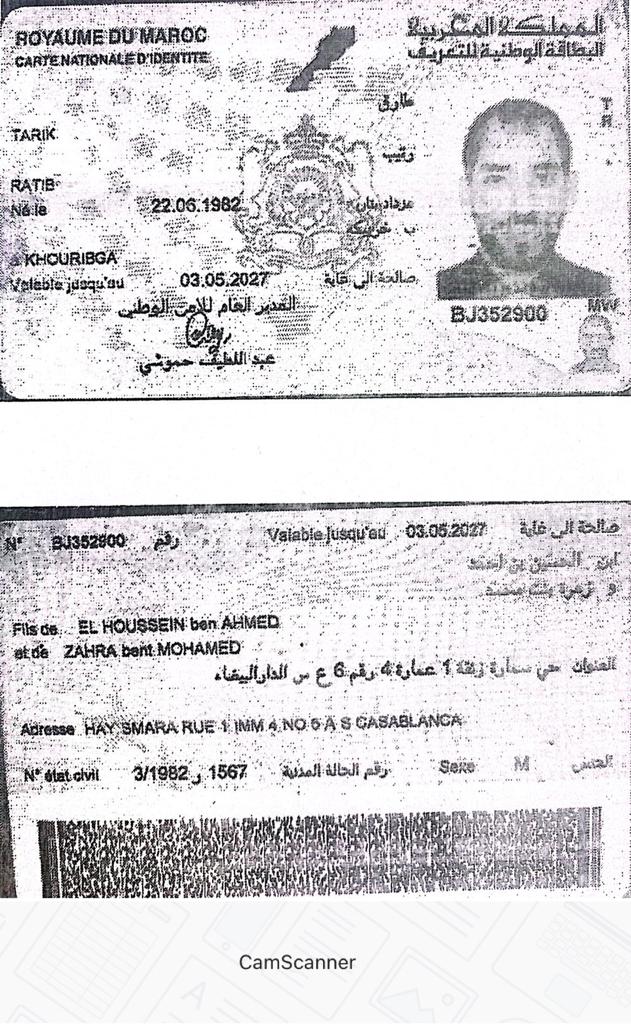 ROYAUME DU MAROC
المملكة المغربية
CARTE NATIONALE D'IDENTITE
البطاقة الوطنية للتعريف
طارق
TARIK
رتيب
RATIB
Né le 22.06.1982 مزداد بتاريخ
ب خريبكة
à KHOURIBGA
Valable jusqu'au 03.05.2027 صالحة الى غاية
المدير العام للأمن الوطني
عبد اللطيف حموشي
BJ352900
N° BJ352900 رقم
Valable jusqu'au 03.05.2027 صالحة الى غاية
ابن الحسين بن احمد
و زهرة بنت محمد
Fils de EL HOUSSEIN ben AHMED
et de ZAHRA bent MOHAMED
العنوان حي سمارة زنقة 1 عمارة 4 رقم 6 ع س الدارالبيضاء
Adresse HAY SMARA RUE 1 IMM 4 NO 6 A S CASABLANCA
N° état civil 3/1982 ر 1567 رقم الحالة المدنية
Sexe M الجنس
CamScanner